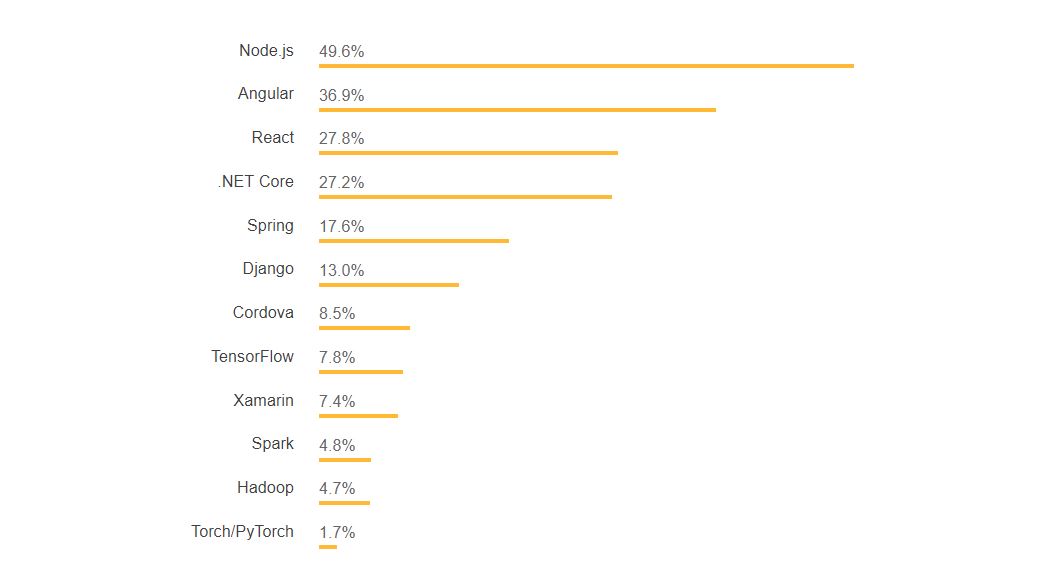 Node.js 49.6%
Angular 36.9%
React 27.8%
.NET Core 27.2%
Spring 17.6%
Django 13.0%
Cordova 8.5%
TensorFlow 7.8%
Xamarin 7.4%
Spark 4.8%
Hadoop 4.7%
Torch/PyTorch 1.7%